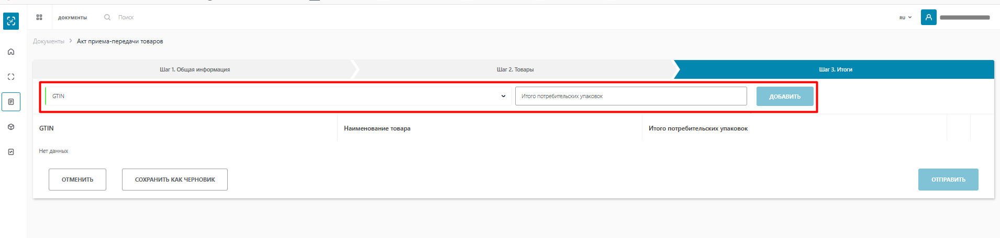 ДОКУМЕНТЫ Поиск RU
Документы > Акт приема-передачи товаров
Шаг 1. Общая информация Шаг 2. Товары Шаг 3. Итоги
GTIN Итого потребительских упаковок ДОБАВИТЬ
GTIN Наименование товара Итого потребительских упаковок
Нет данных
ОТМЕНИТЬ СОХРАНИТЬ КАК ЧЕРНОВИК ОТПРАВИТЬ